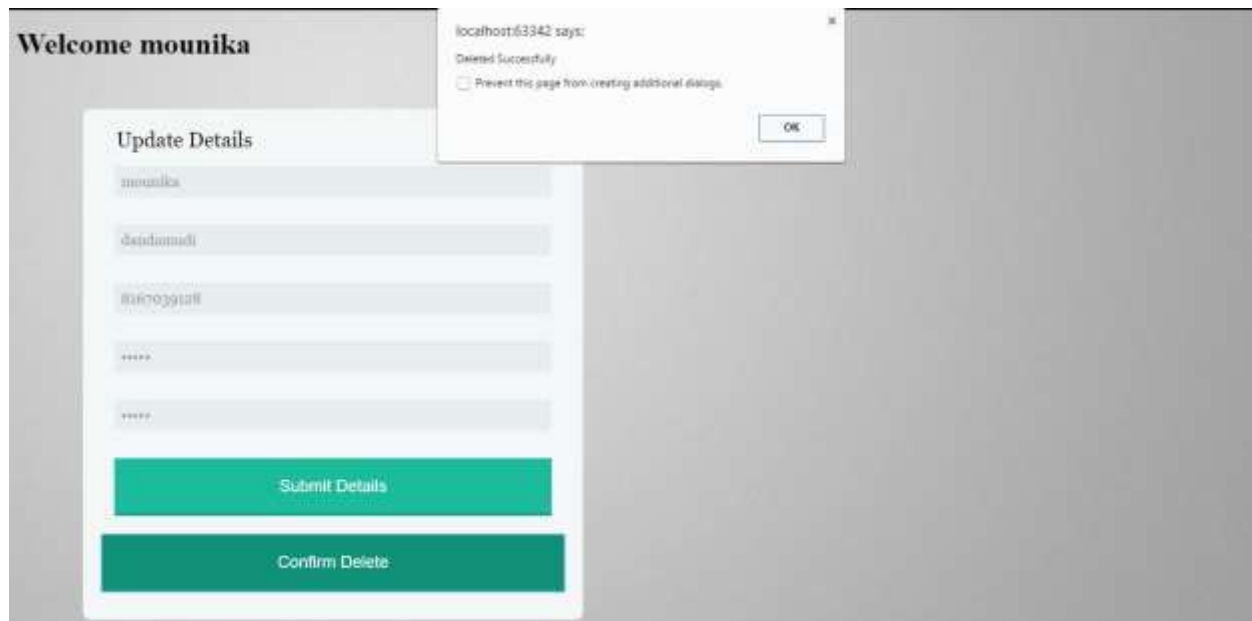 Welcome mounika
localhost:63342 says:
Deleted Successfully
Prevent this page from creating additional dialogs.
OK
Update Details
mounika
dandamudi
8167039128
•••••
•••••
Submit Details
Confirm Delete